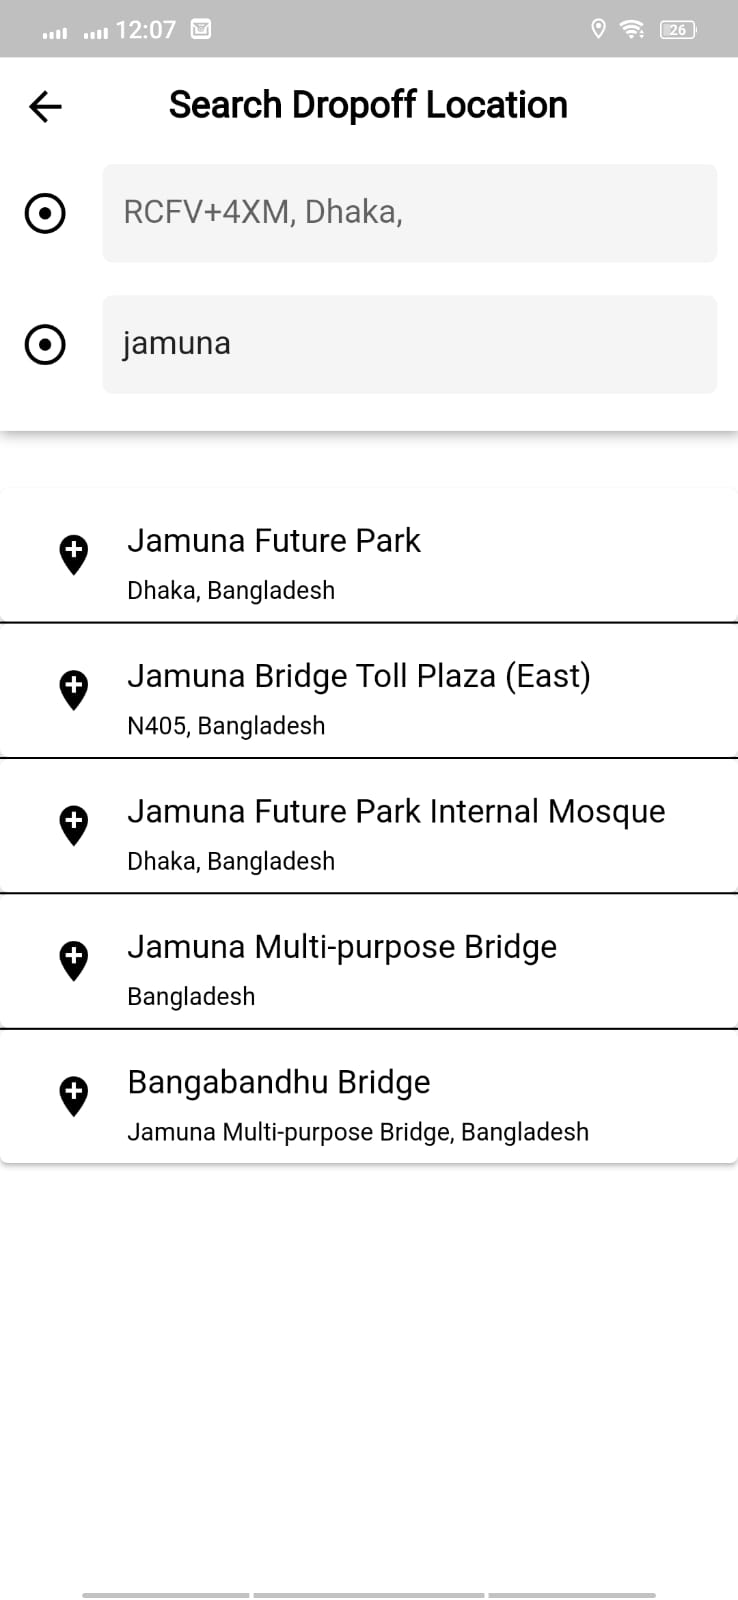 12:07
26
Search Dropoff Location
RCFV+4XM, Dhaka,
jamuna
Jamuna Future Park
Dhaka, Bangladesh
Jamuna Bridge Toll Plaza (East)
N405, Bangladesh
Jamuna Future Park Internal Mosque
Dhaka, Bangladesh
Jamuna Multi-purpose Bridge
Bangladesh
Bangabandhu Bridge
Jamuna Multi-purpose Bridge, Bangladesh